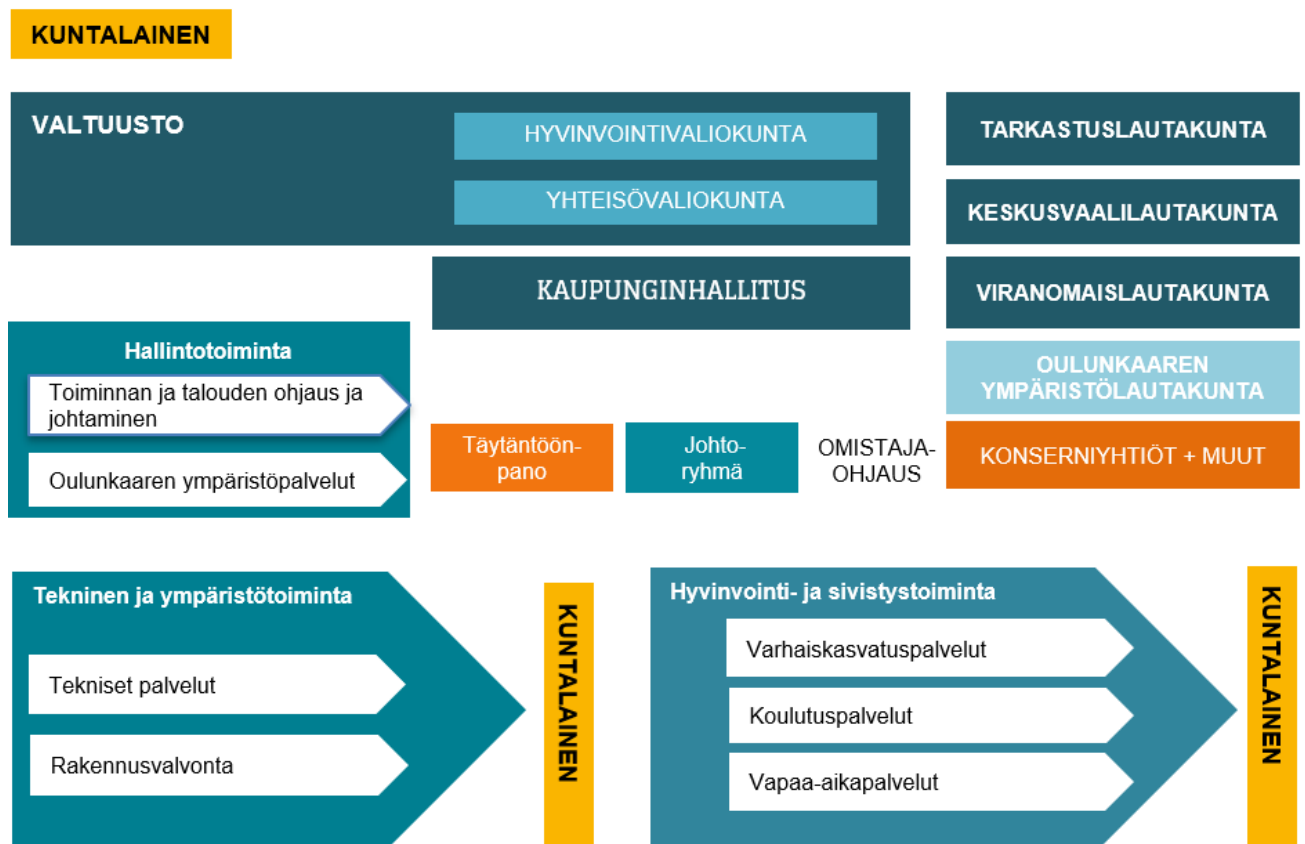 KUNTALAINEN
VALTUUSTO
HYVINVOINTIVALIOKUNTA
YHTEISÖVALIOKUNTA
TARKASTUSLAUTAKUNTA
KESKUSVAALILAUTAKUNTA
KAUPUNGINHALLITUS
VIRANOMAISLAUTAKUNTA
OULUNKAAREN
YMPÄRISTÖLAUTAKUNTA
Hallintotoiminta
Toiminnan ja talouden ohjaus ja
johtaminen
Oulunkaaren ympäristöpalvelut
Täytäntöön-
pano
Johto-
ryhmä
OMISTAJA-
OHJAUS
KONSERNIYHTIÖT + MUUT
Tekninen ja ympäristötoiminta
Tekniset palvelut
Rakennusvalvonta
KUNTALAINEN
Hyvinvointi- ja sivistystoiminta
Varhaiskasvatuspalvelut
Koulutuspalvelut
Vapaa-aikapalvelut
KUNTALAINEN